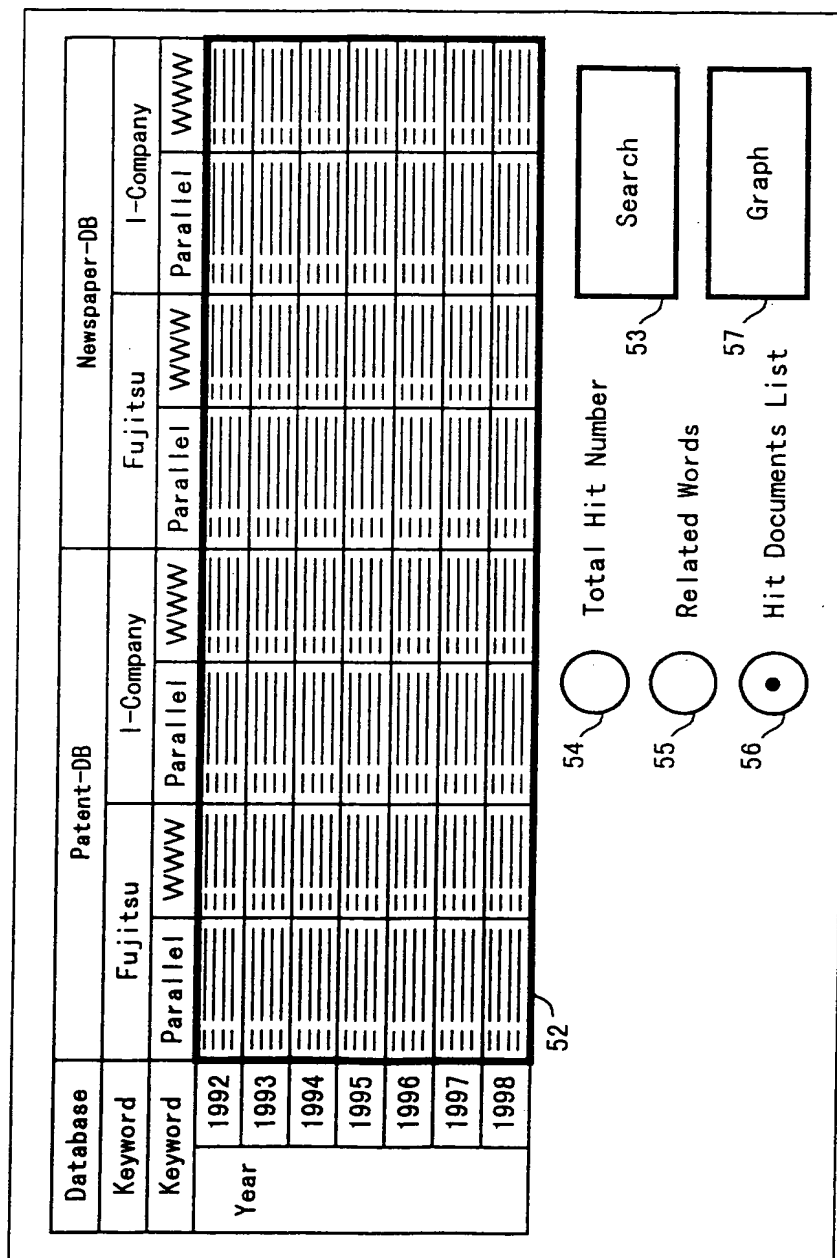 Database Patent-DB Newspaper-DB
Keyword Fujitsu I-Company Fujitsu I-Company
Keyword Parallel WWW Parallel WWW Parallel WWW Parallel WWW
Year
1992
1993
1994
1995
1996
1997
1998
52
54 Total Hit Number
55 Related Words
56 Hit Documents List
53 Search
57 Graph